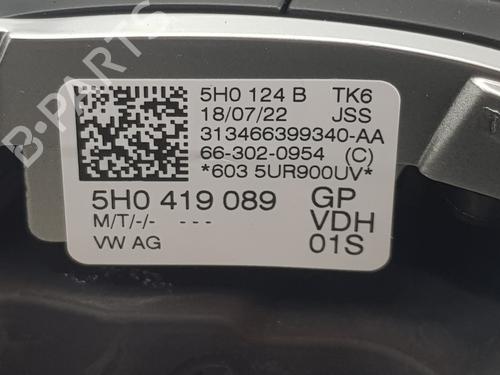 5H0 124 B TK6
18/07/22 JSS
313466399340-AA
66-302-0954 (C)
*603 5UR900UV*
5H0 419 089 GP
M/T/-/- --- VDH
VW AG 01S
B-PARTS